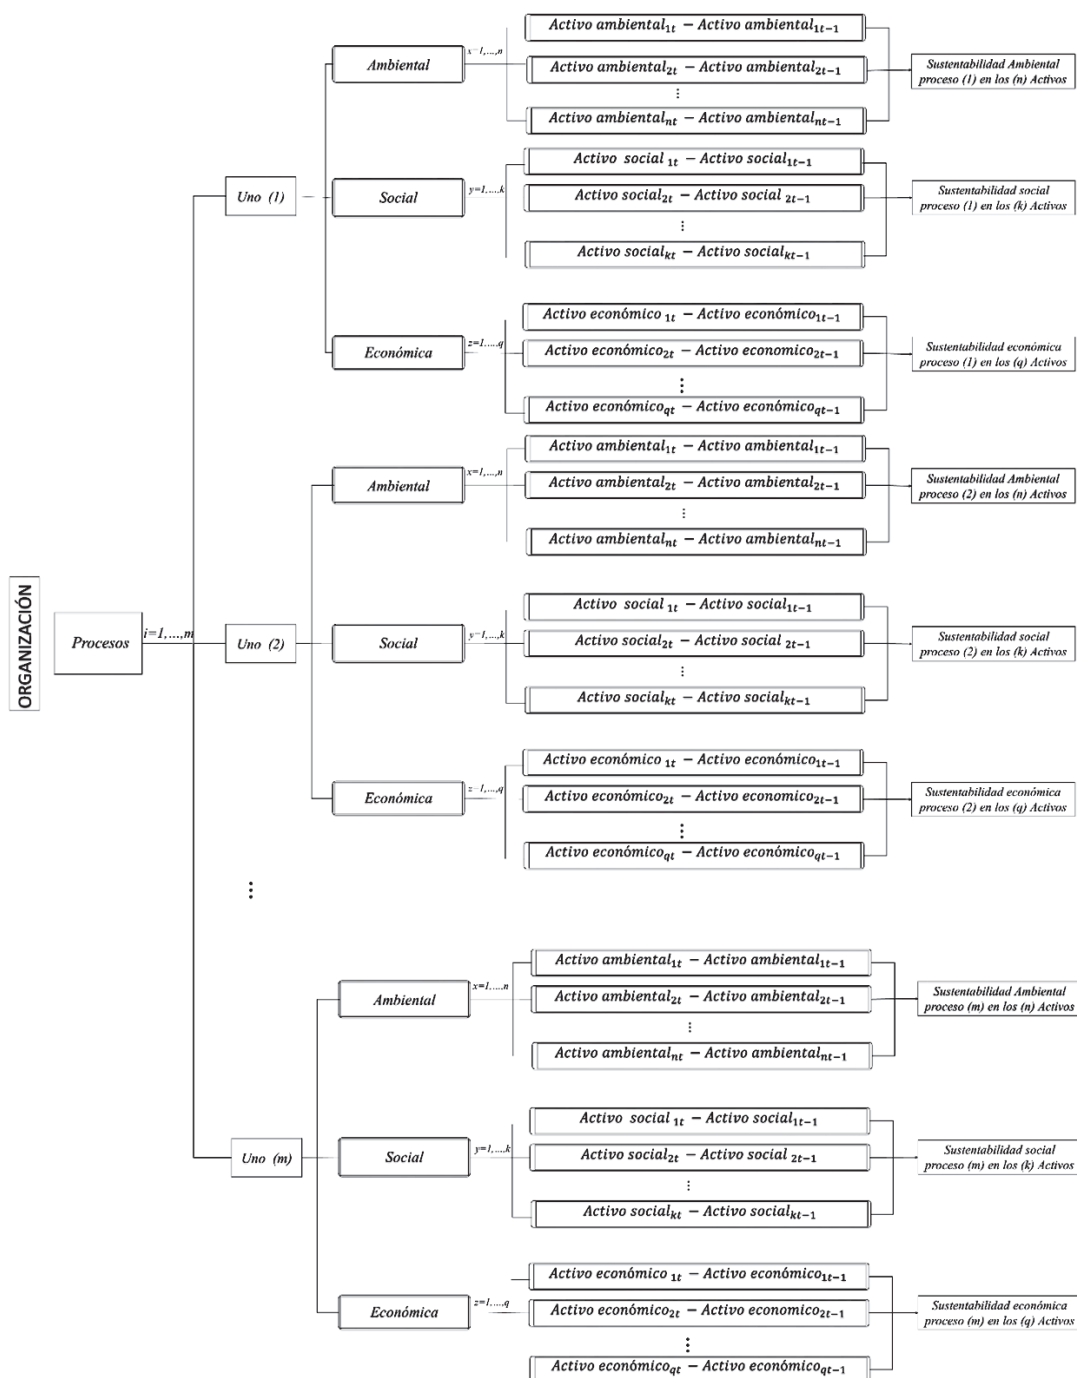 ORGANIZACIÓN
Procesos
i=1,...,m
Uno (1)
Ambiental
x=1,...,n
Activo ambiental1t − Activo ambiental1t−1
Activo ambiental2t − Activo ambiental2t−1
⋮
Activo ambientalnt − Activo ambientalnt−1
Sustentabilidad Ambiental
proceso (1) en los (n) Activos
Social
y=1,...,k
Activo social 1t − Activo social1t−1
Activo social2t − Activo social 2t−1
⋮
Activo socialkt − Activo socialkt−1
Sustentabilidad social
proceso (1) en los (k) Activos
Económica
z=1,...,q
Activo económico 1t − Activo económico1t−1
Activo económico2t − Activo economico2t−1
⋮
Activo económicoqt − Activo económicoqt−1
Sustentabilidad económica
proceso (1) en los (q) Activos
Uno (2)
Ambiental
x=1,...,n
Activo ambiental1t − Activo ambiental1t−1
Activo ambiental2t − Activo ambiental2t−1
⋮
Activo ambientalnt − Activo ambientalnt−1
Sustentabilidad Ambiental
proceso (2) en los (n) Activos
Social
y=1,...,k
Activo social 1t − Activo social1t−1
Activo social2t − Activo social 2t−1
⋮
Activo socialkt − Activo socialkt−1
Sustentabilidad social
proceso (2) en los (k) Activos
Económica
z=1,...,q
Activo económico 1t − Activo económico1t−1
Activo económico2t − Activo economico2t−1
⋮
Activo económicoqt − Activo económicoqt−1
Sustentabilidad económica
proceso (2) en los (q) Activos
⋮
Uno (m)
Ambiental
x=1,...,n
Activo ambiental1t − Activo ambiental1t−1
Activo ambiental2t − Activo ambiental2t−1
⋮
Activo ambientalnt − Activo ambientalnt−1
Sustentabilidad Ambiental
proceso (m) en los (n) Activos
Social
y=1,...,k
Activo social 1t − Activo social1t−1
Activo social2t − Activo social 2t−1
⋮
Activo socialkt − Activo socialkt−1
Sustentabilidad social
proceso (m) en los (k) Activos
Económica
z=1,...,q
Activo económico 1t − Activo económico1t−1
Activo económico2t − Activo economico2t−1
⋮
Activo económicoqt − Activo económicoqt−1
Sustentabilidad económica
proceso (m) en los (q) Activos